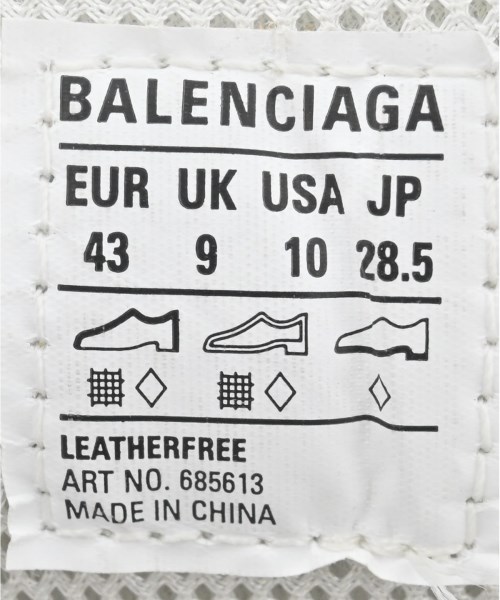 BALENCIAGA
EUR UK USA JP
43 9 10 28.5
LEATHERFREE
ART NO. 685613
MADE IN CHINA